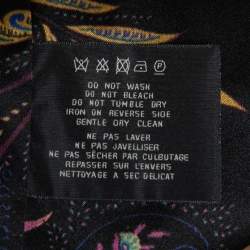 P
DO NOT WASH
DO NOT BLEACH
DO NOT TUMBLE DRY
IRON ON REVERSE SIDE
GENTLE DRY CLEAN
NE PAS LAVER
NE PAS JAVELLISER
NE PAS SÉCHER PAR CULBUTAGE
REPASSER SUR L'ENVERS
NETTOYAGE A SEC DELICAT